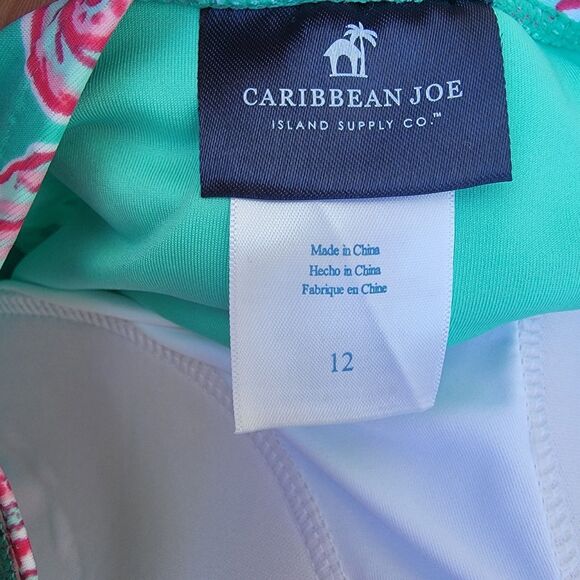 CARIBBEAN JOE
ISLAND SUPPLY CO.™
Made in China
Hecho in China
Fabrique en Chine
12